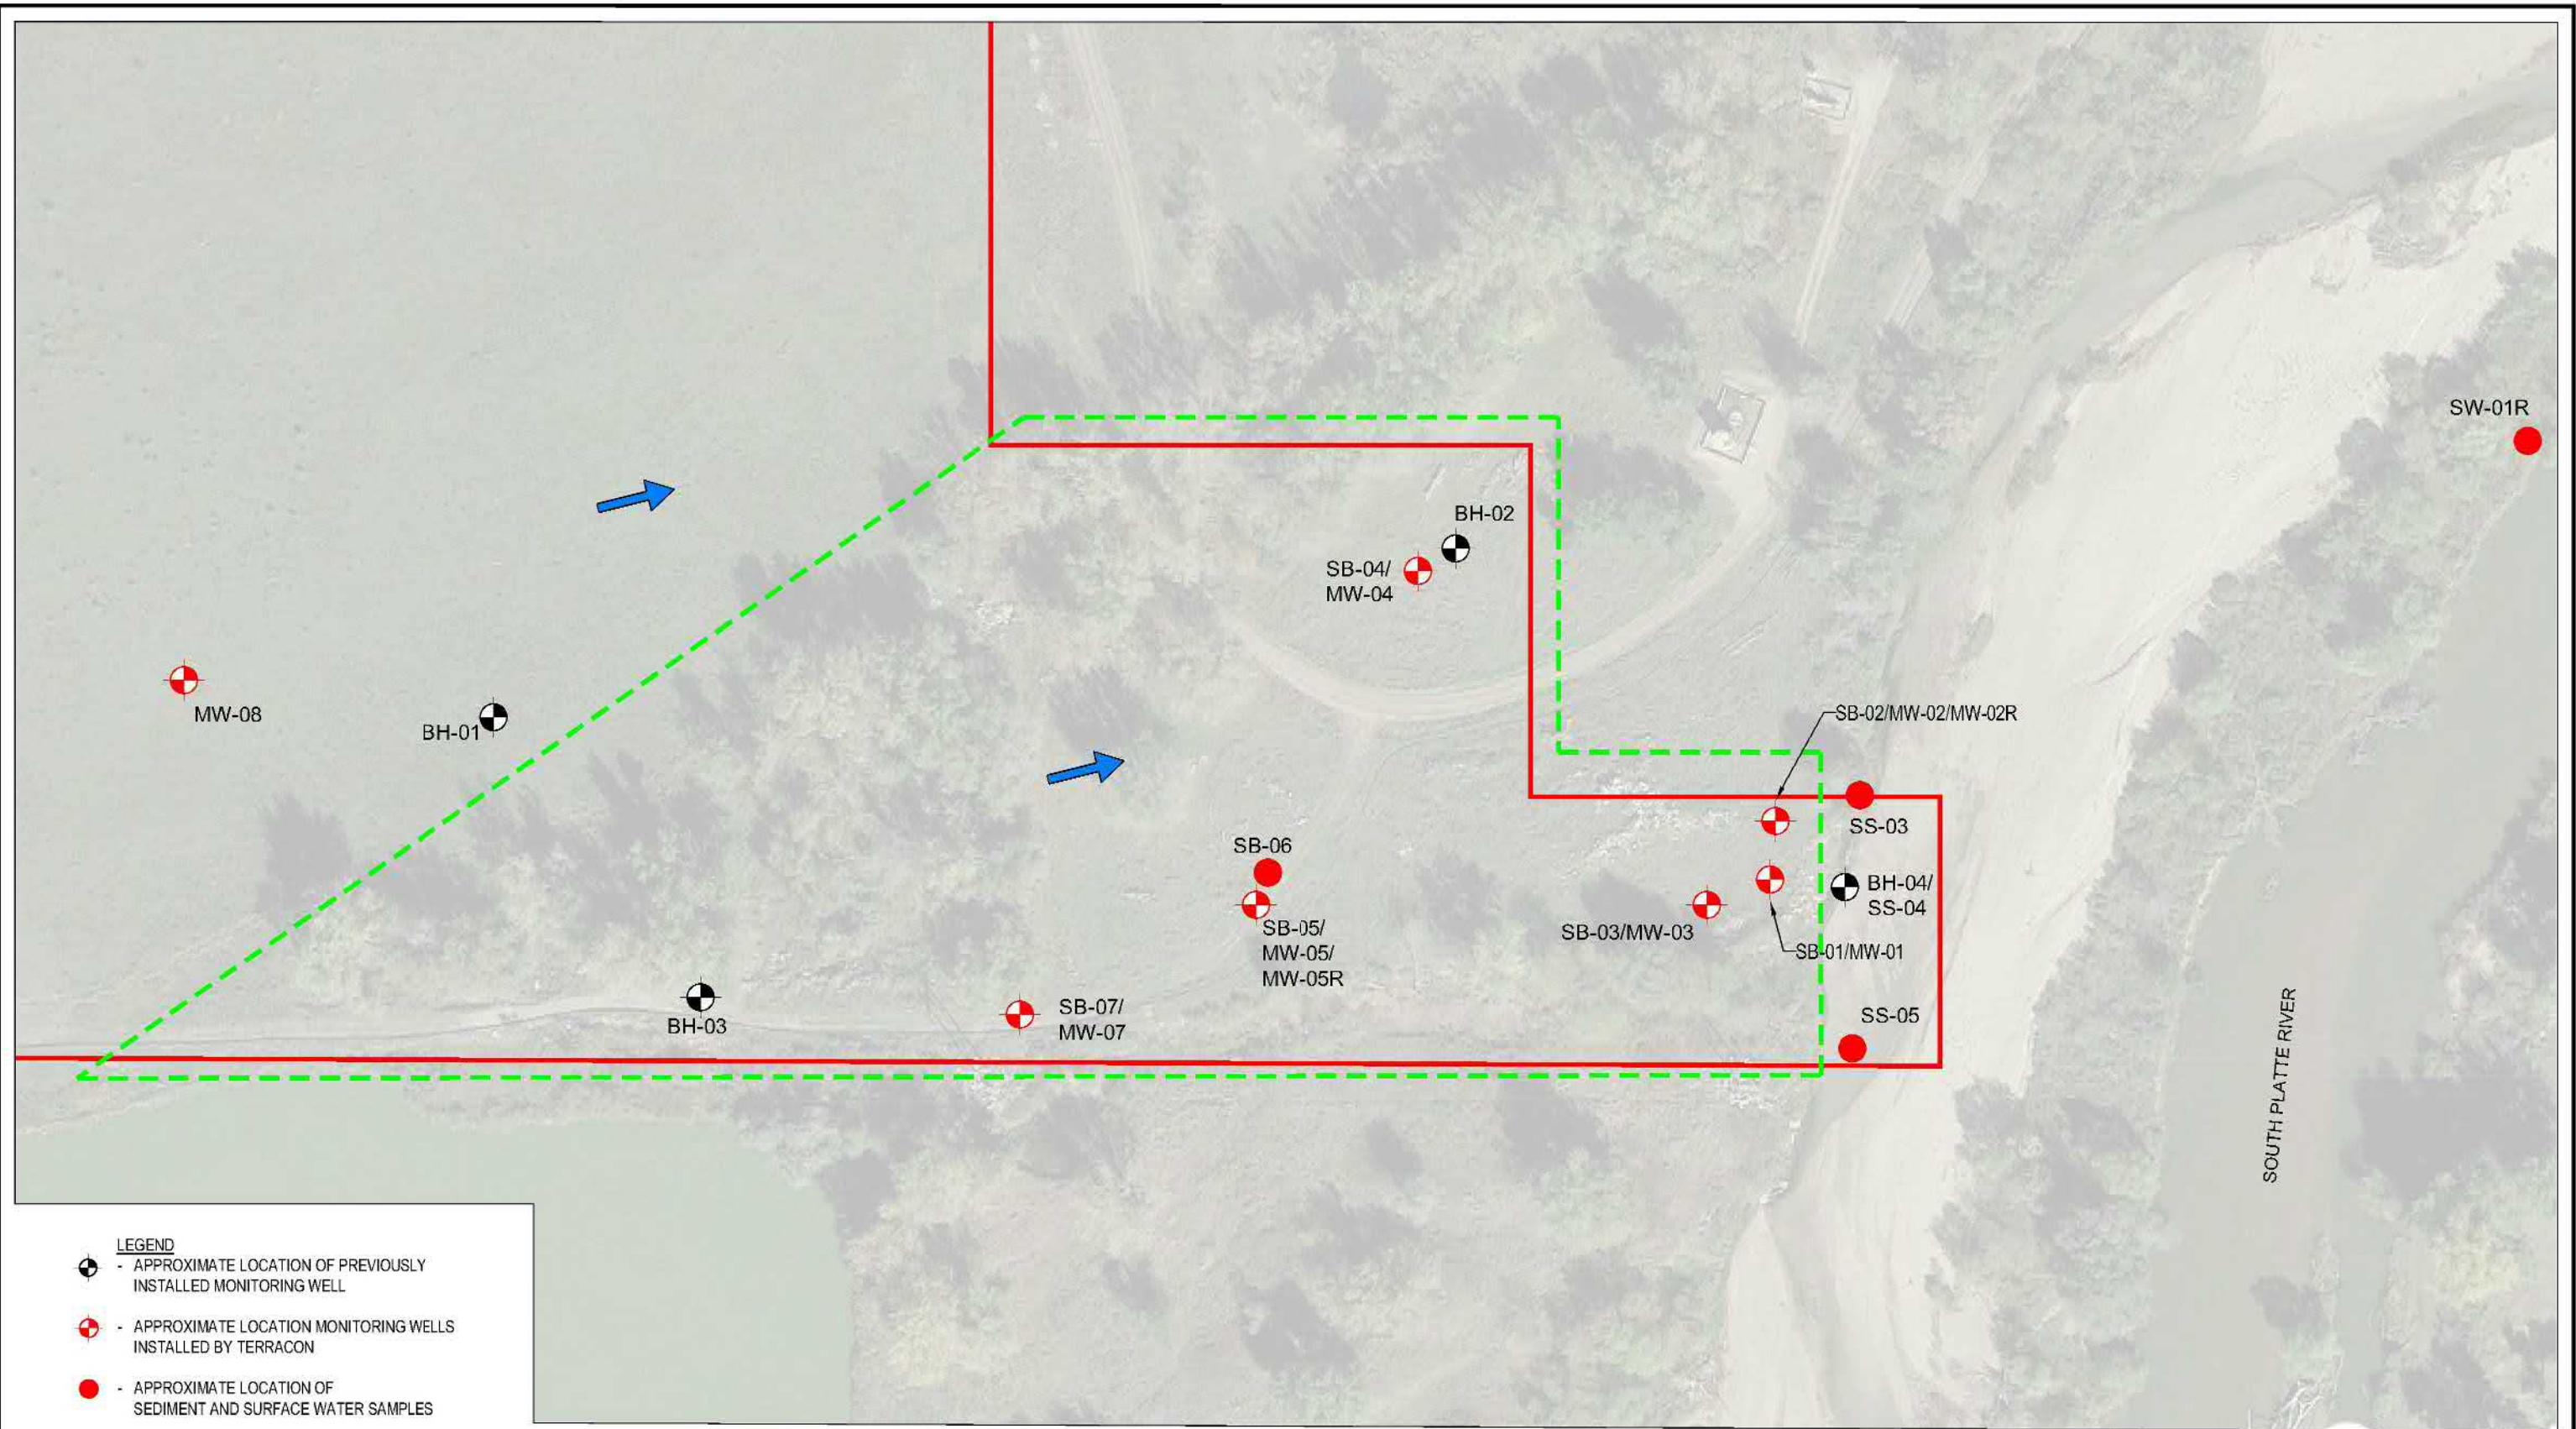 SW-01R
BH-02
SB-04/
MW-04
MW-08
BH-01
SB-02/MW-02/MW-02R
SS-03
SB-06
BH-04/
SS-04
SB-05/
MW-05/
MW-05R
SB-03/MW-03
SB-01/MW-01
BH-03
SB-07/
MW-07
SS-05
SOUTH PLATTE RIVER
LEGEND
- APPROXIMATE LOCATION OF PREVIOUSLY
INSTALLED MONITORING WELL
- APPROXIMATE LOCATION MONITORING WELLS
INSTALLED BY TERRACON
- APPROXIMATE LOCATION OF
SEDIMENT AND SURFACE WATER SAMPLES